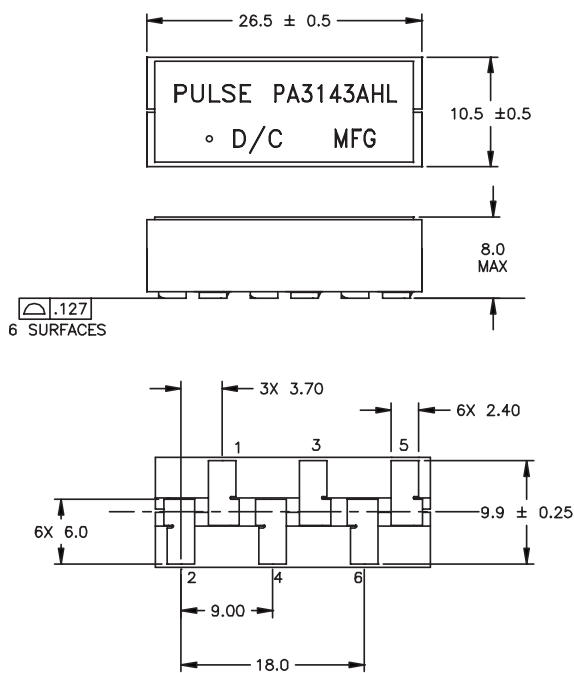 26.5 ± 0.5
PULSE PA3143AHL
10.5 ±0.5
° D/C MFG
8.0
MAX
.127
6 SURFACES
3X 3.70
6X 2.40
1 3 5
9.9 ± 0.25
6X 6.0
2 4 6
9.00
18.0